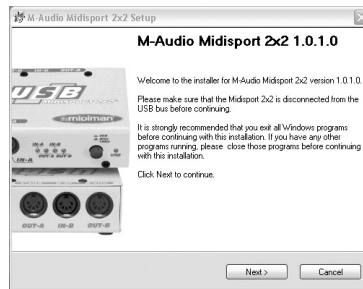 M-Audio Midisport 2x2 Setup
M-Audio Midisport 2x2 1.0.1.0
Welcome to the installer for M-Audio Midisport 2x2 version 1.0.1.0.
Please make sure that the Midisport 2x2 is disconnected from the
USB bus before continuing.
It is strongly recommended that you exit all Windows programs
before continuing with this installation. If you have any other
programs running, please close those programs before continuing
with this installation.
Click Next to continue.
USB
midiman
IN-A
OUT-A
IN-B
OUT-B
Next >
Cancel